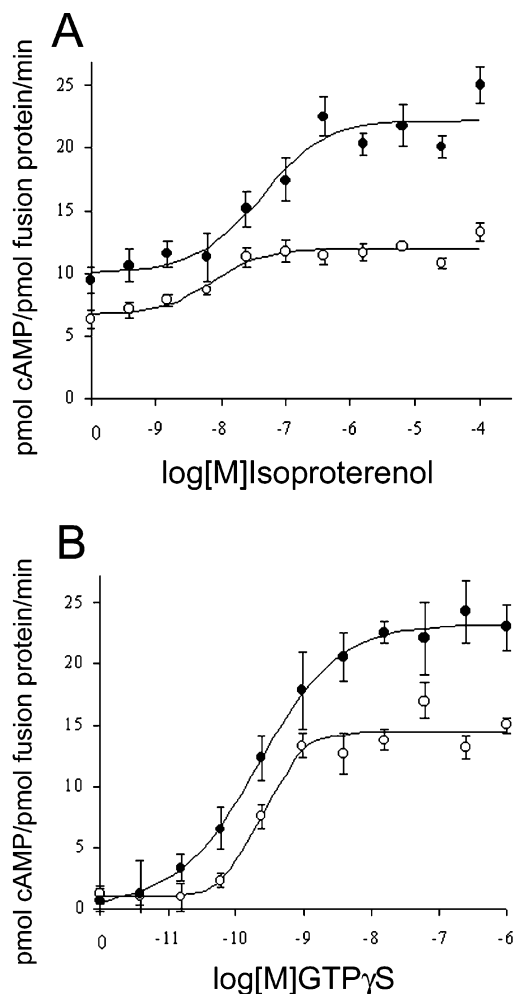 A
pmol cAMP/pmol fusion protein/min
25
20
15
10
5
0
0 -9 -8 -7 -6 -5 -4
log[M]Isoproterenol
B
pmol cAMP/pmol fusion protein/min
25
20
15
10
5
0
0 -11 -10 -9 -8 -7 -6
log[M]GTPγS